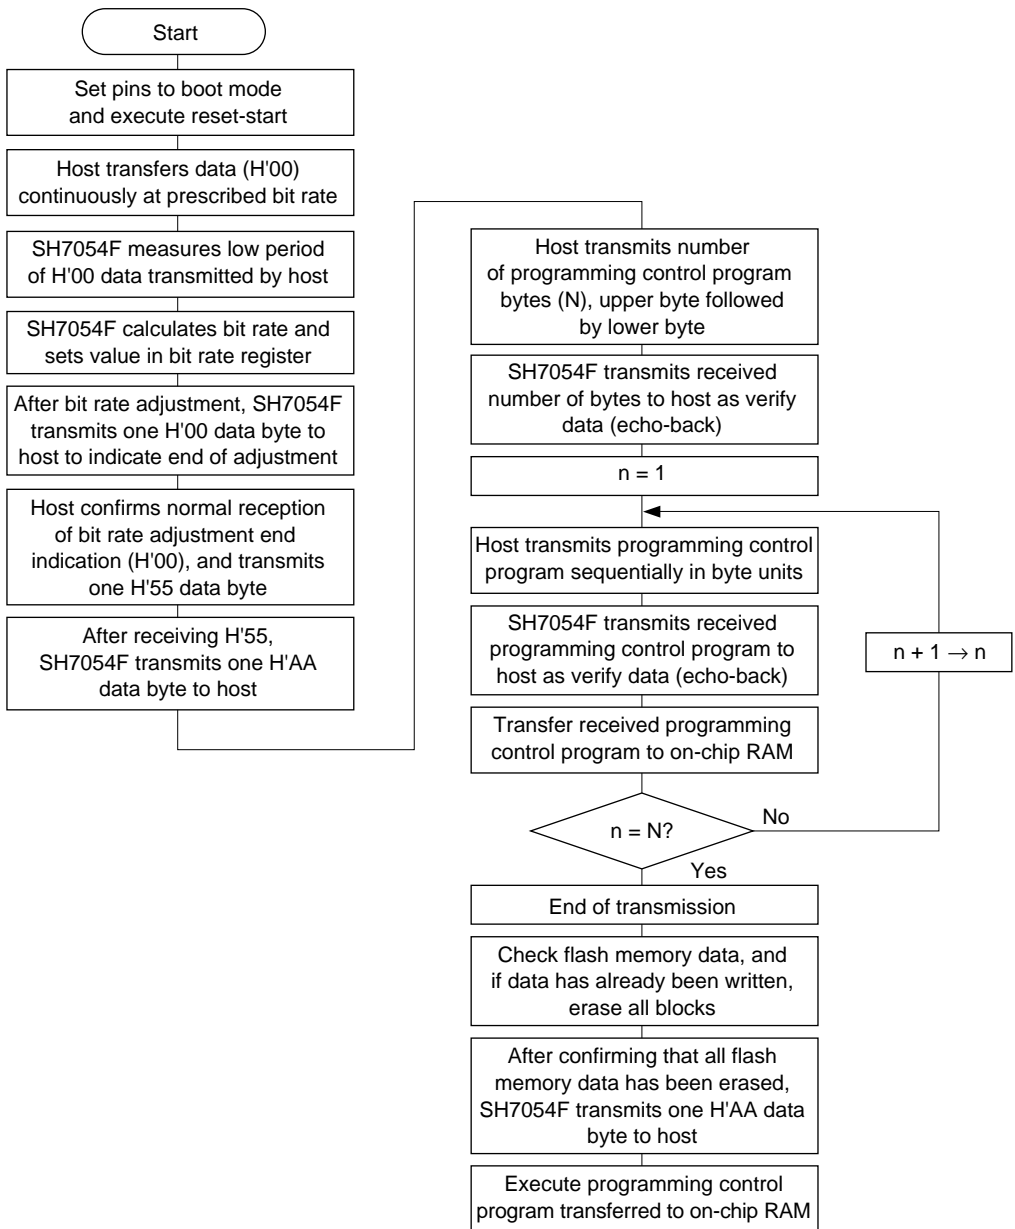 Start
Set pins to boot mode
and execute reset-start
Host transfers data (H'00)
continuously at prescribed bit rate
SH7054F measures low period
of H'00 data transmitted by host
SH7054F calculates bit rate and
sets value in bit rate register
After bit rate adjustment, SH7054F
transmits one H'00 data byte to
host to indicate end of adjustment
Host confirms normal reception
of bit rate adjustment end
indication (H'00), and transmits
one H'55 data byte
After receiving H'55,
SH7054F transmits one H'AA
data byte to host
Host transmits number
of programming control program
bytes (N), upper byte followed
by lower byte
SH7054F transmits received
number of bytes to host as verify
data (echo-back)
n = 1
Host transmits programming control
program sequentially in byte units
SH7054F transmits received
programming control program to
host as verify data (echo-back)
n + 1 → n
Transfer received programming
control program to on-chip RAM
n = N?
No
Yes
End of transmission
Check flash memory data, and
if data has already been written,
erase all blocks
After confirming that all flash
memory data has been erased,
SH7054F transmits one H'AA data
byte to host
Execute programming control
program transferred to on-chip RAM